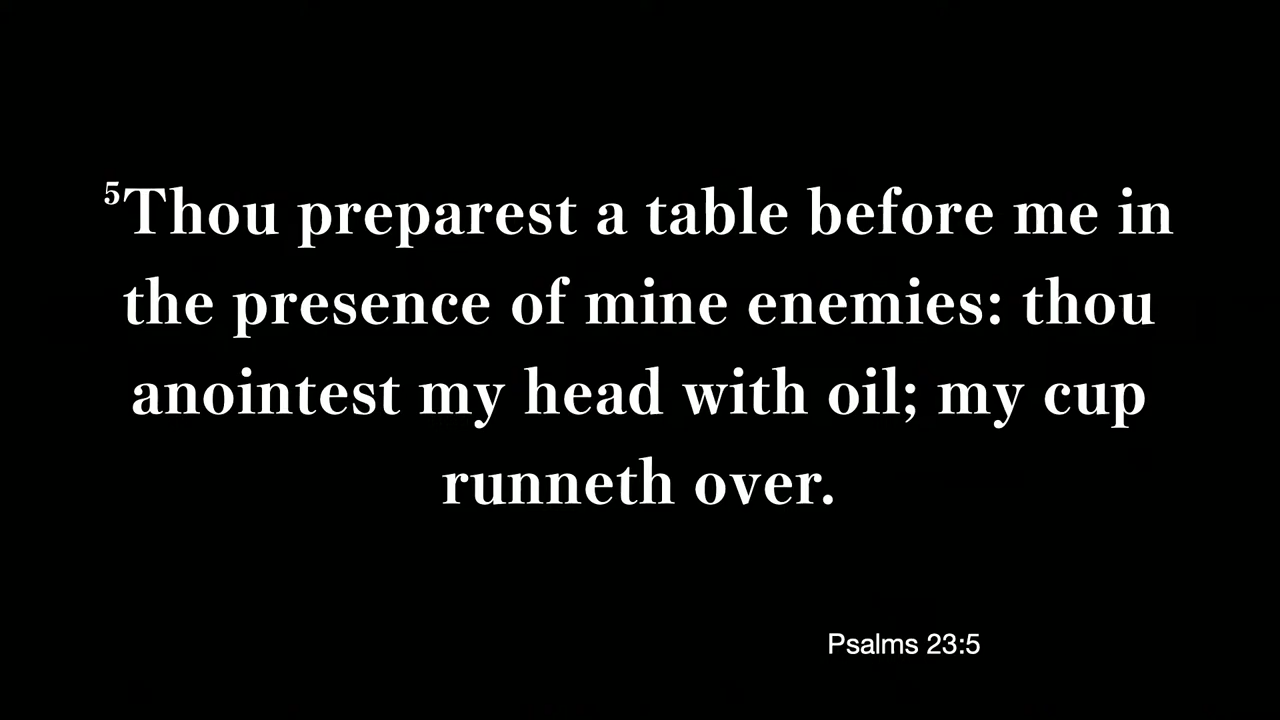 ⁵Thou preparest a table before me in
the presence of mine enemies: thou
anointest my head with oil; my cup
runneth over.
Psalms 23:5